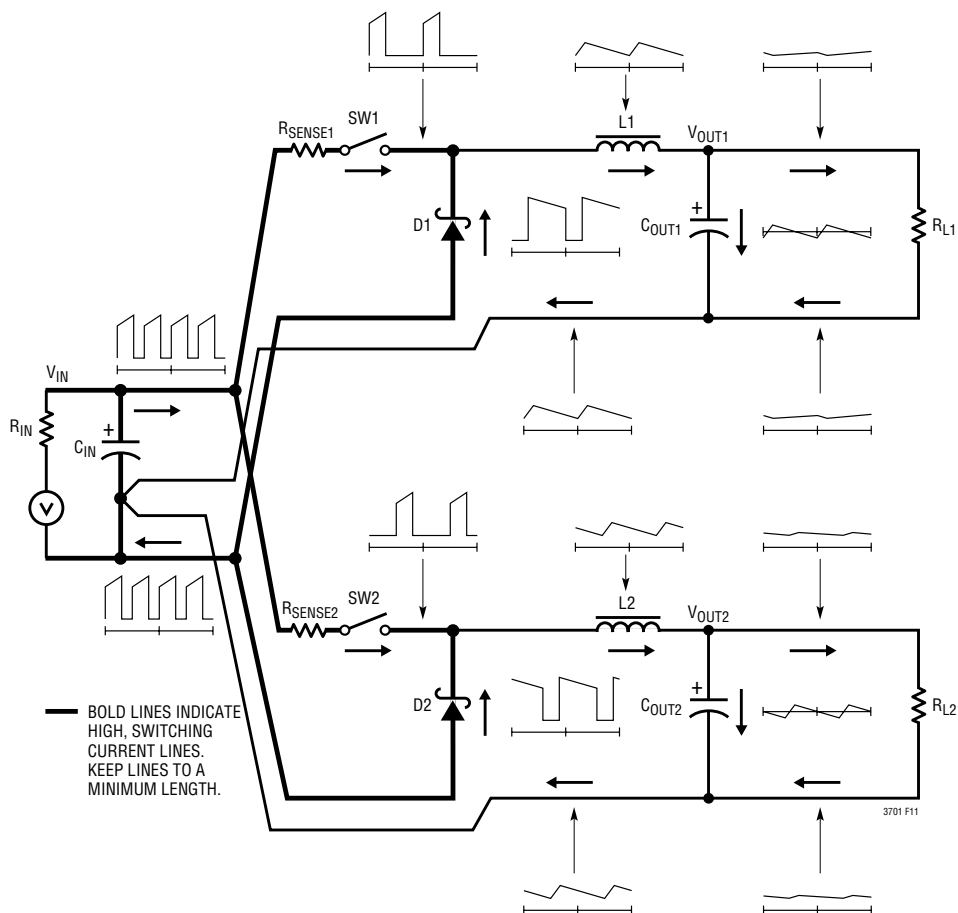 SW1
RSENSE1
L1
VOUT1
D1
COUT1
+
RL1
VIN
RIN
+
CIN
V
SW2
RSENSE2
L2
VOUT2
D2
COUT2
+
RL2
BOLD LINES INDICATE
HIGH, SWITCHING
CURRENT LINES.
KEEP LINES TO A
MINIMUM LENGTH.
3701 F11